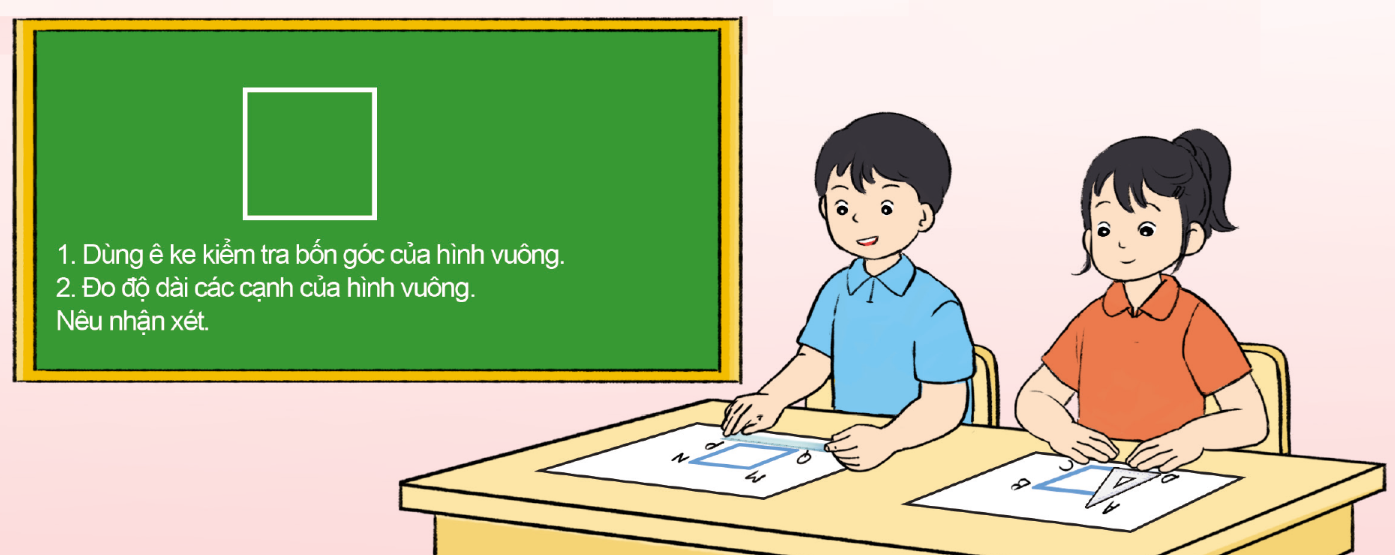 1. Dùng ê ke kiểm tra bốn góc của hình vuông.
2. Đo độ dài các cạnh của hình vuông.
Nêu nhận xét.
P
N
Q
M
C
D
B
A